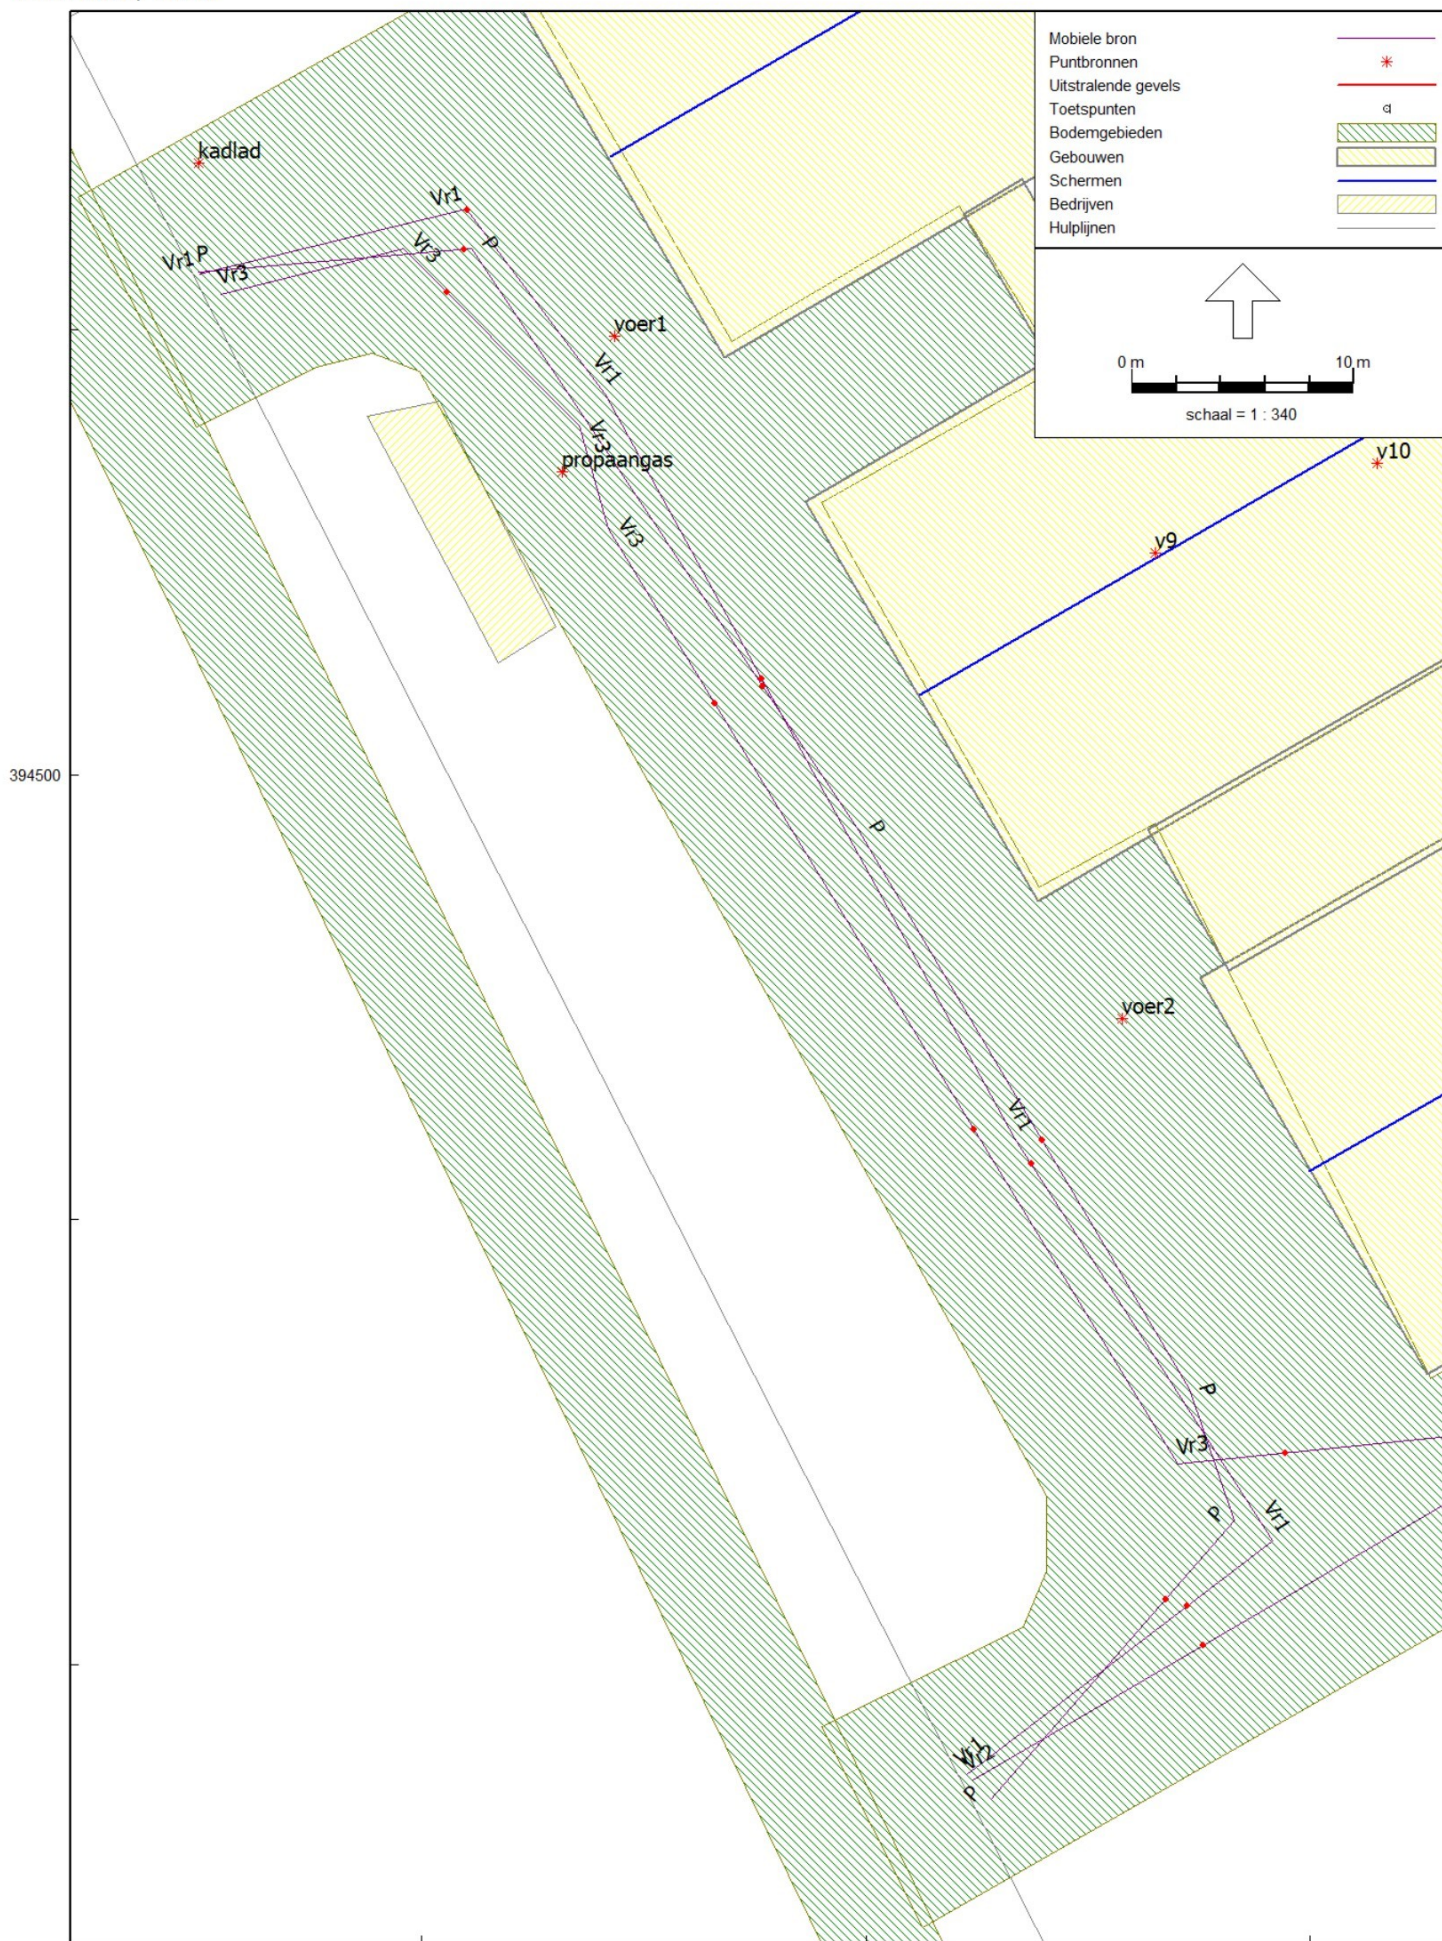 Mobiele bron
Puntbronnen
Uitstralende gevels
Toetspunten
Bodemgebieden
Gebouwen
Schermen
Bedrijven
Hulplijnen
0 m 10 m
schaal = 1 : 340
kadlad
Vr1
P
Vr3
Vr1 P
Vr3
voer1
Vr1
Vr3
propaangas
v10
Vr3
v9
394500
P
voer2
Vr1
P
Vr3
P
Vr1
Vr1
Vr2
P